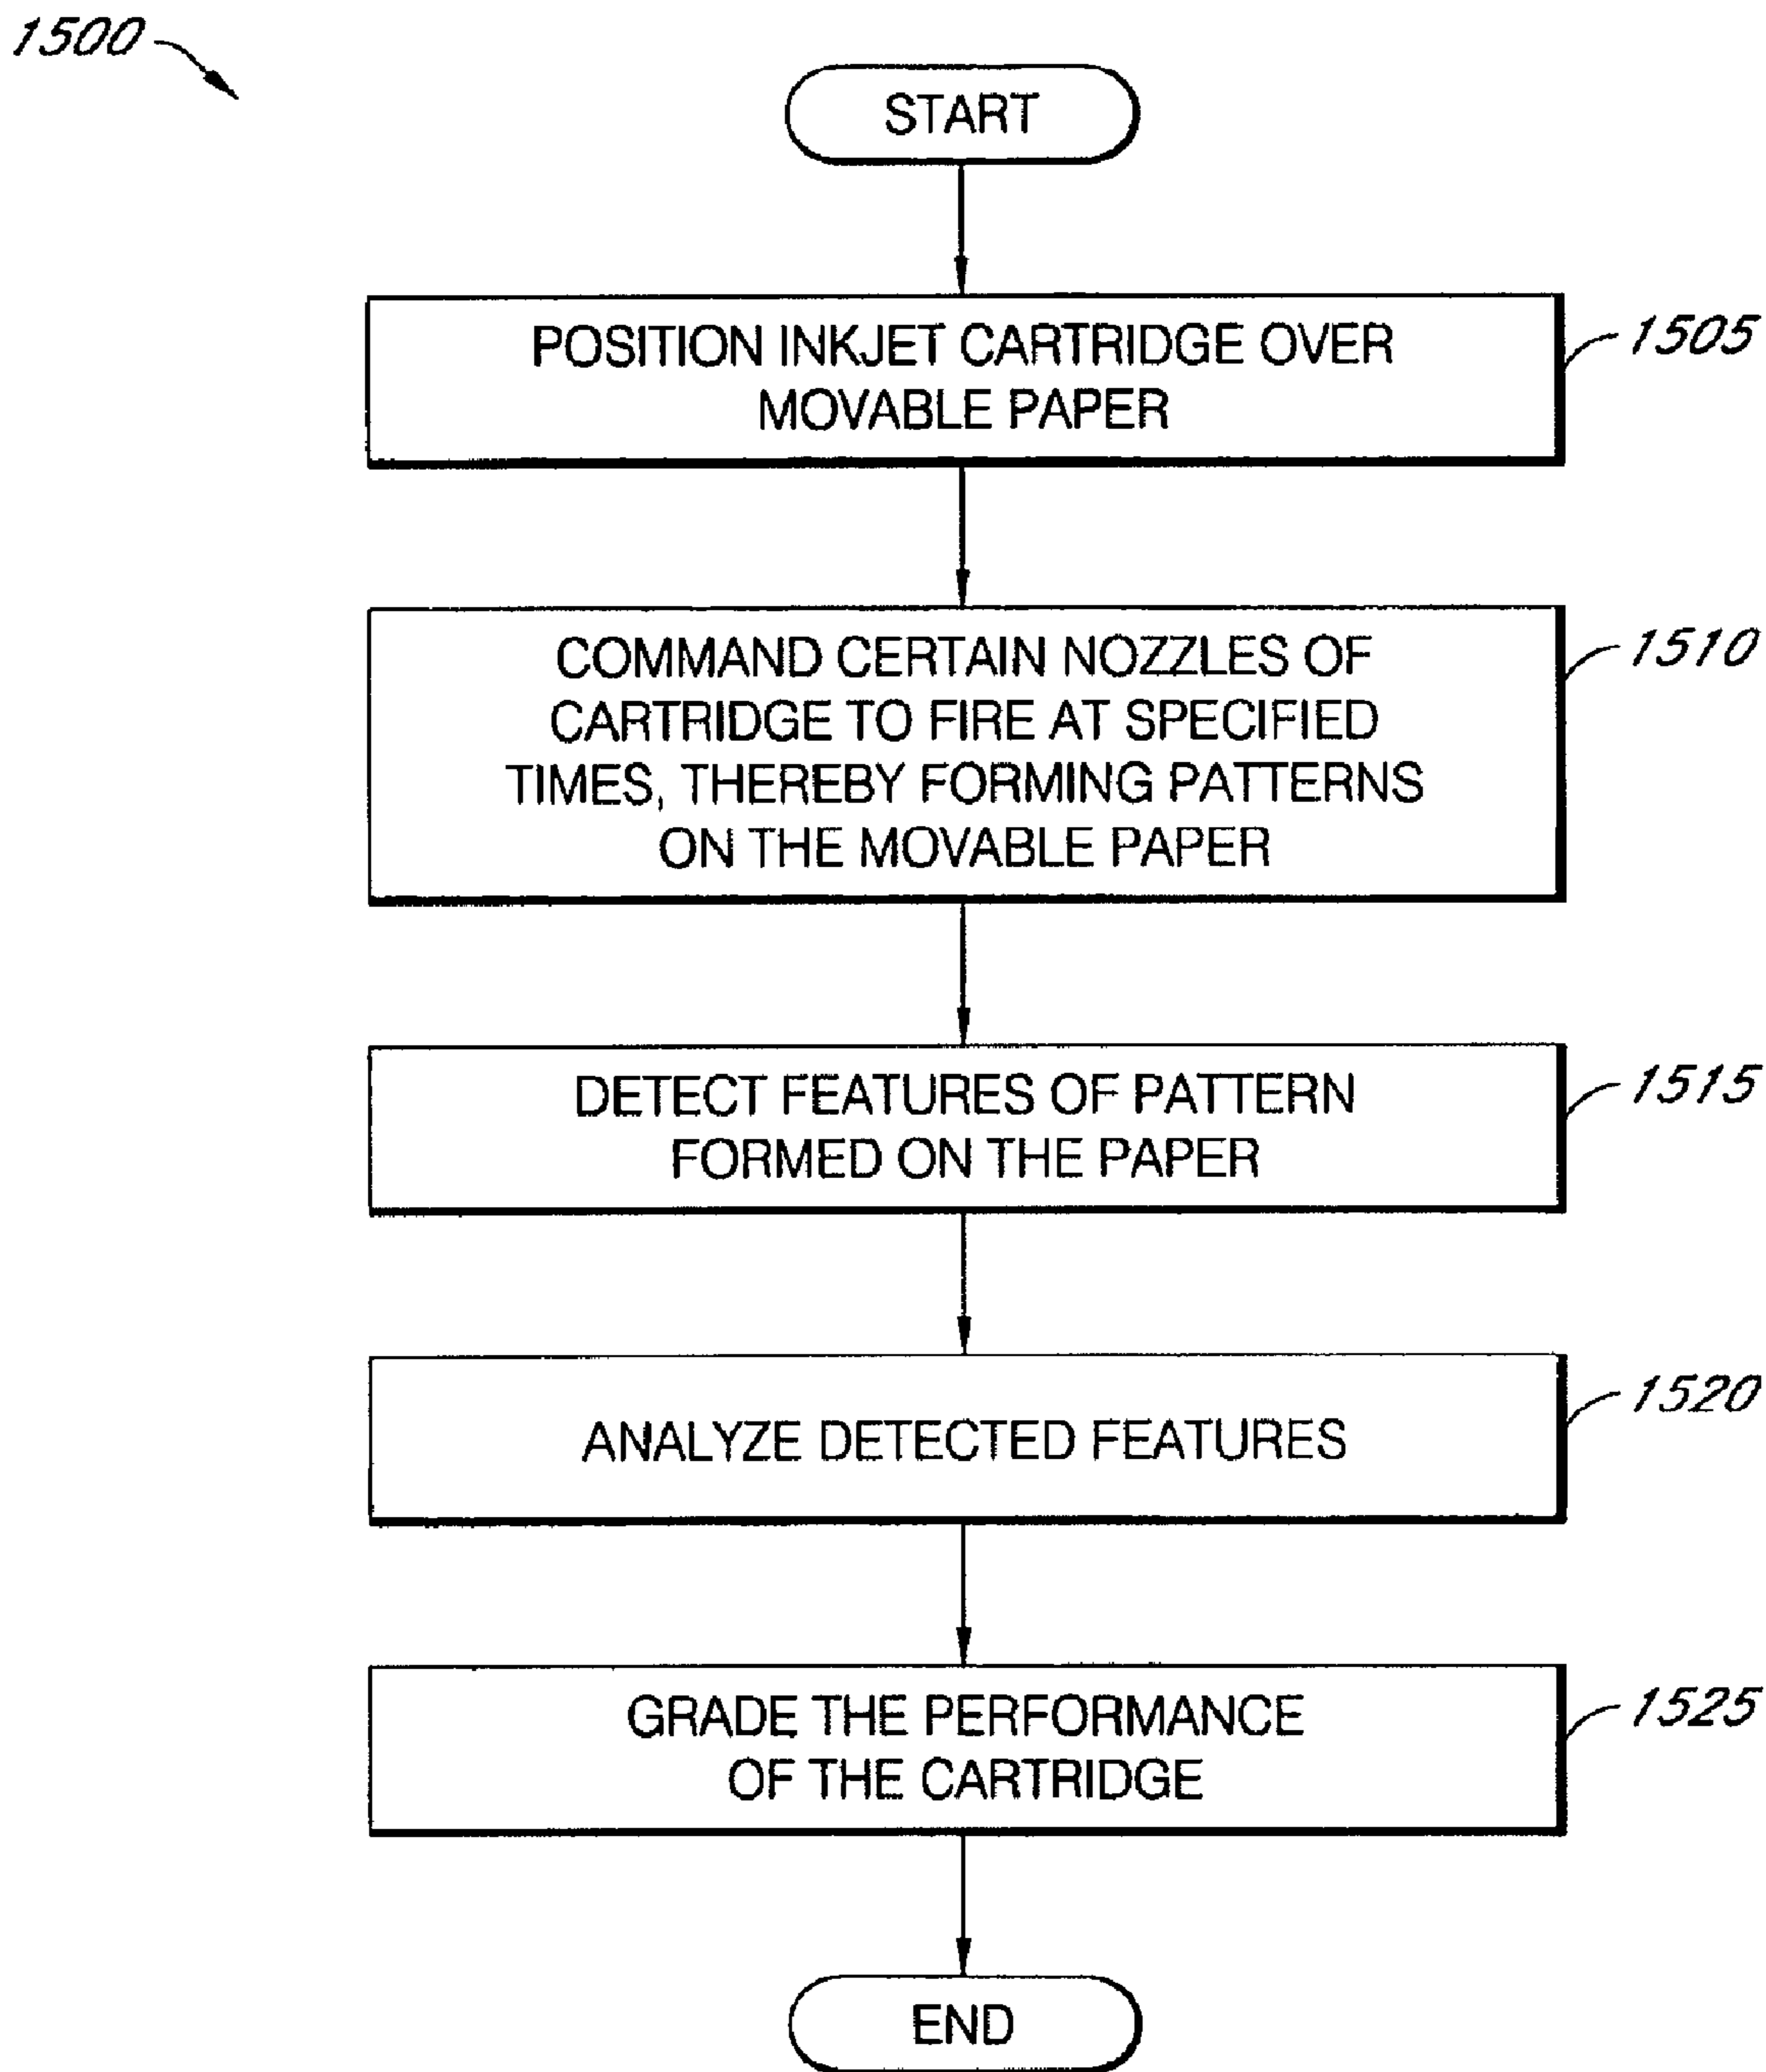 1500
START
POSITION INKJET CARTRIDGE OVER
MOVABLE PAPER
1505
COMMAND CERTAIN NOZZLES OF
CARTRIDGE TO FIRE AT SPECIFIED
TIMES, THEREBY FORMING PATTERNS
ON THE MOVABLE PAPER
1510
DETECT FEATURES OF PATTERN
FORMED ON THE PAPER
1515
ANALYZE DETECTED FEATURES
1520
GRADE THE PERFORMANCE
OF THE CARTRIDGE
1525
END